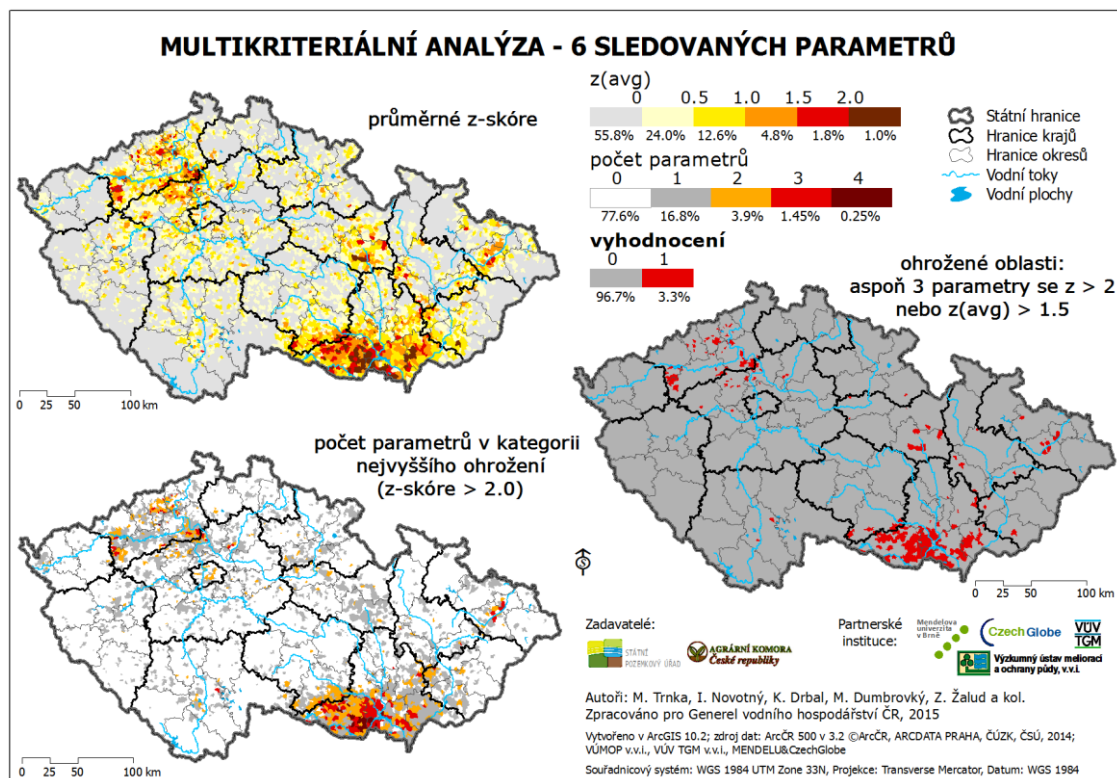 MULTIKRITERIÁLNÍ ANALÝZA - 6 SLEDOVANÝCH PARAMETRŮ
průměrné z-skóre
0 25 50 100 km
z(avg)
0 0.5 1.0 1.5 2.0
55.8% 24.0% 12.6% 4.8% 1.8% 1.0%
počet parametrů
0 1 2 3 4
77.6% 16.8% 3.9% 1.45% 0.25%
vyhodnocení
0 1
96.7% 3.3%
Státní hranice
Hranice krajů
Hranice okresů
Vodní toky
Vodní plochy
ohrožené oblasti:
aspoň 3 parametry se z > 2
nebo z(avg) > 1.5
0 25 50 100 km
počet parametrů v kategorii
nejvyššího ohrožení
(z-skóre > 2.0)
0 25 50 100 km
S
Zadavatelé:
STÁTNÍ
POZEMKOVÝ ÚŘAD
AGRÁRNÍ KOMORA
České republiky
Partnerské
instituce:
Mendelova
univerzita
v Brně
CzechGlobe
VÚV
TGM
Výzkumný ústav meliorací
a ochrany půdy, v.v.i.
Autoři: M. Trnka, I. Novotný, K. Drbal, M. Dumbrovký, Z. Žalud a kol.
Zpracováno pro Generel vodního hospodářství ČR, 2015
Vytvořeno v ArcGIS 10.2; zdroj dat: ArcČR 500 v 3.2 ©ArcČR, ARCDATA PRAHA, ČÚZK, ČSÚ, 2014;
VÚMOP v.v.i., VÚV TGM v.v.i., MENDELU&CzechGlobe
Souřadnicový systém: WGS 1984 UTM Zone 33N, Projekce: Transverse Mercator, Datum: WGS 1984